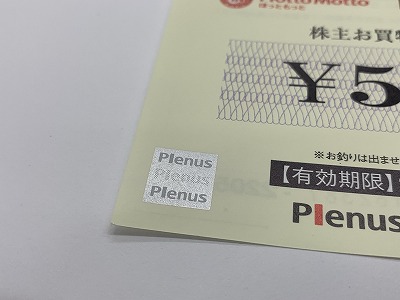 HottoMotto
ほっともっと
株主お買
¥5
※お釣りは出ませ
【有効期限】
Plenus
Plenus
Plenus
Plenus